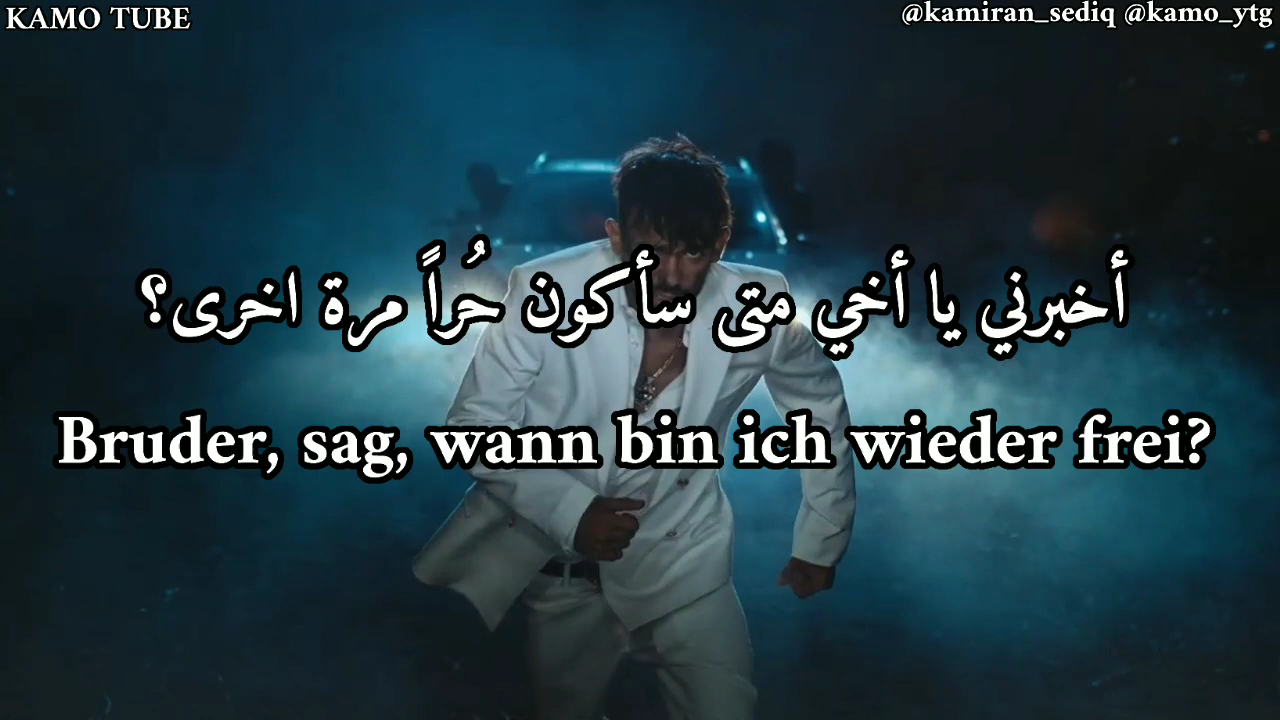 KAMO TUBE
@kamiran_sediq @kamo_ytg
أخبرني يا أخي متى سأكون حُراً مرة اخرى؟
Bruder, sag, wann bin ich wieder frei?